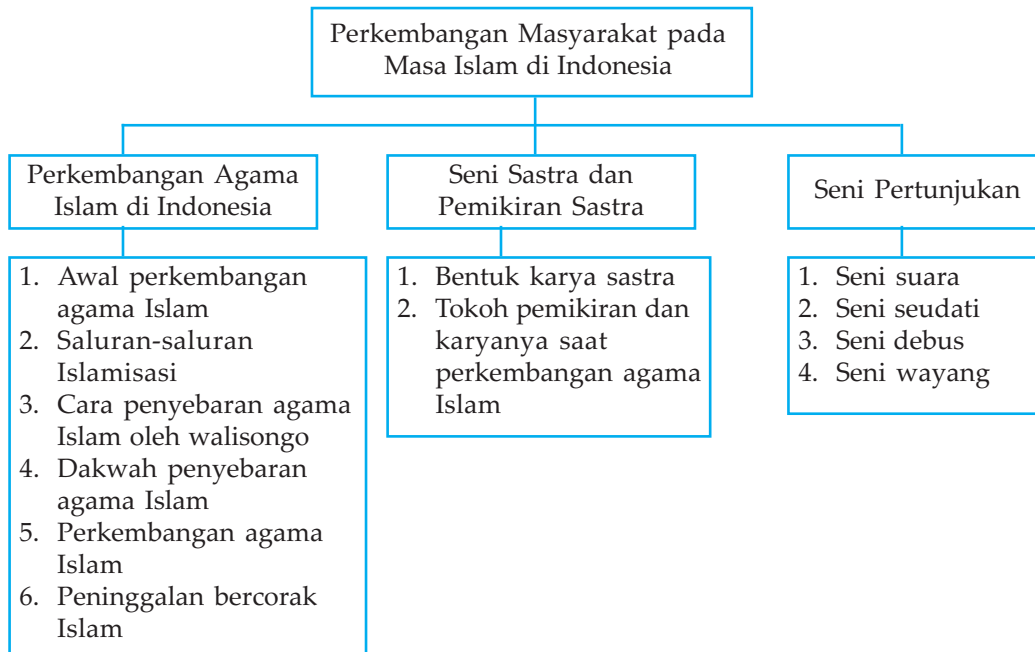 Perkembangan Masyarakat pada
Masa Islam di Indonesia
Perkembangan Agama
Islam di Indonesia
1. Awal perkembangan
agama Islam
2. Saluran-saluran
Islamisasi
3. Cara penyebaran agama
Islam oleh walisongo
4. Dakwah penyebaran
agama Islam
5. Perkembangan agama
Islam
6. Peninggalan bercorak
Islam
Seni Sastra dan
Pemikiran Sastra
1. Bentuk karya sastra
2. Tokoh pemikiran dan
karyanya saat
perkembangan agama
Islam
Seni Pertunjukan
1. Seni suara
2. Seni seudati
3. Seni debus
4. Seni wayang